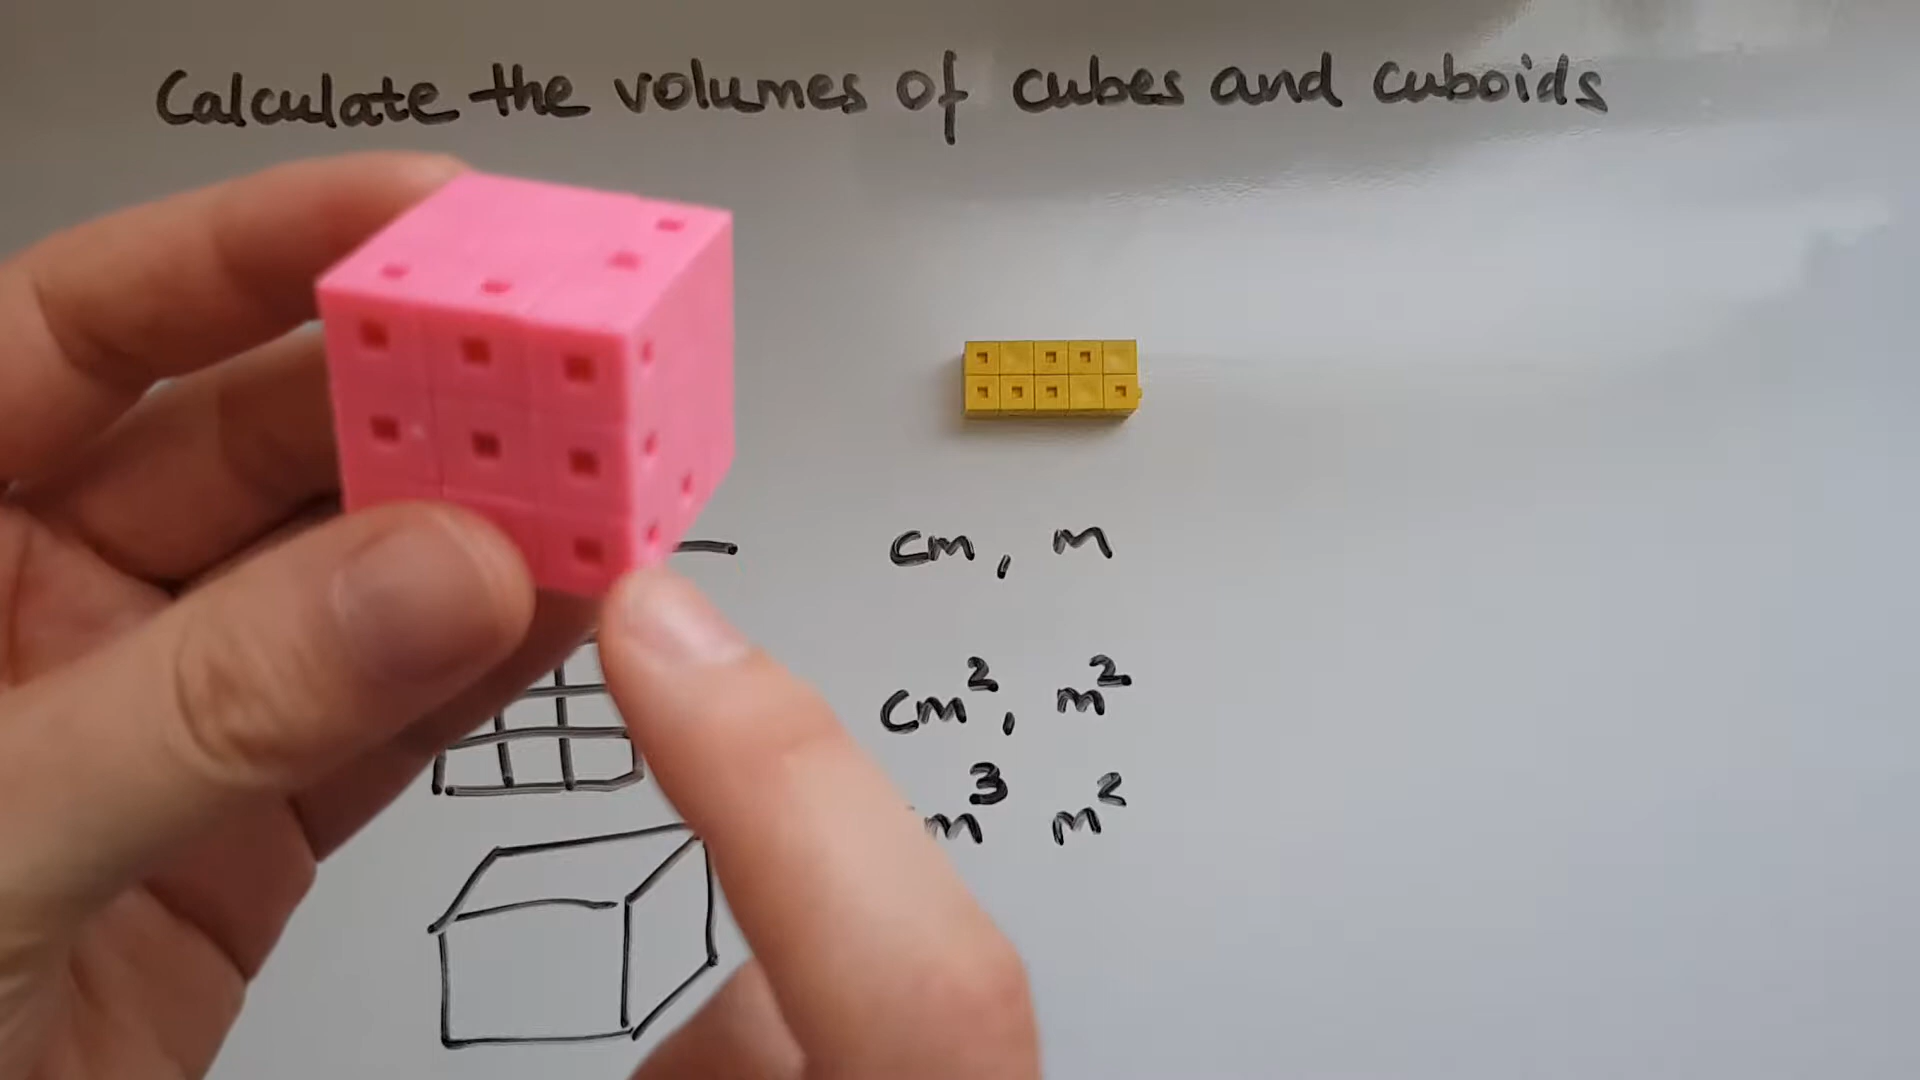 Calculate the volumes of cubes and cuboids
cm, m
cm², m²
m³ m²